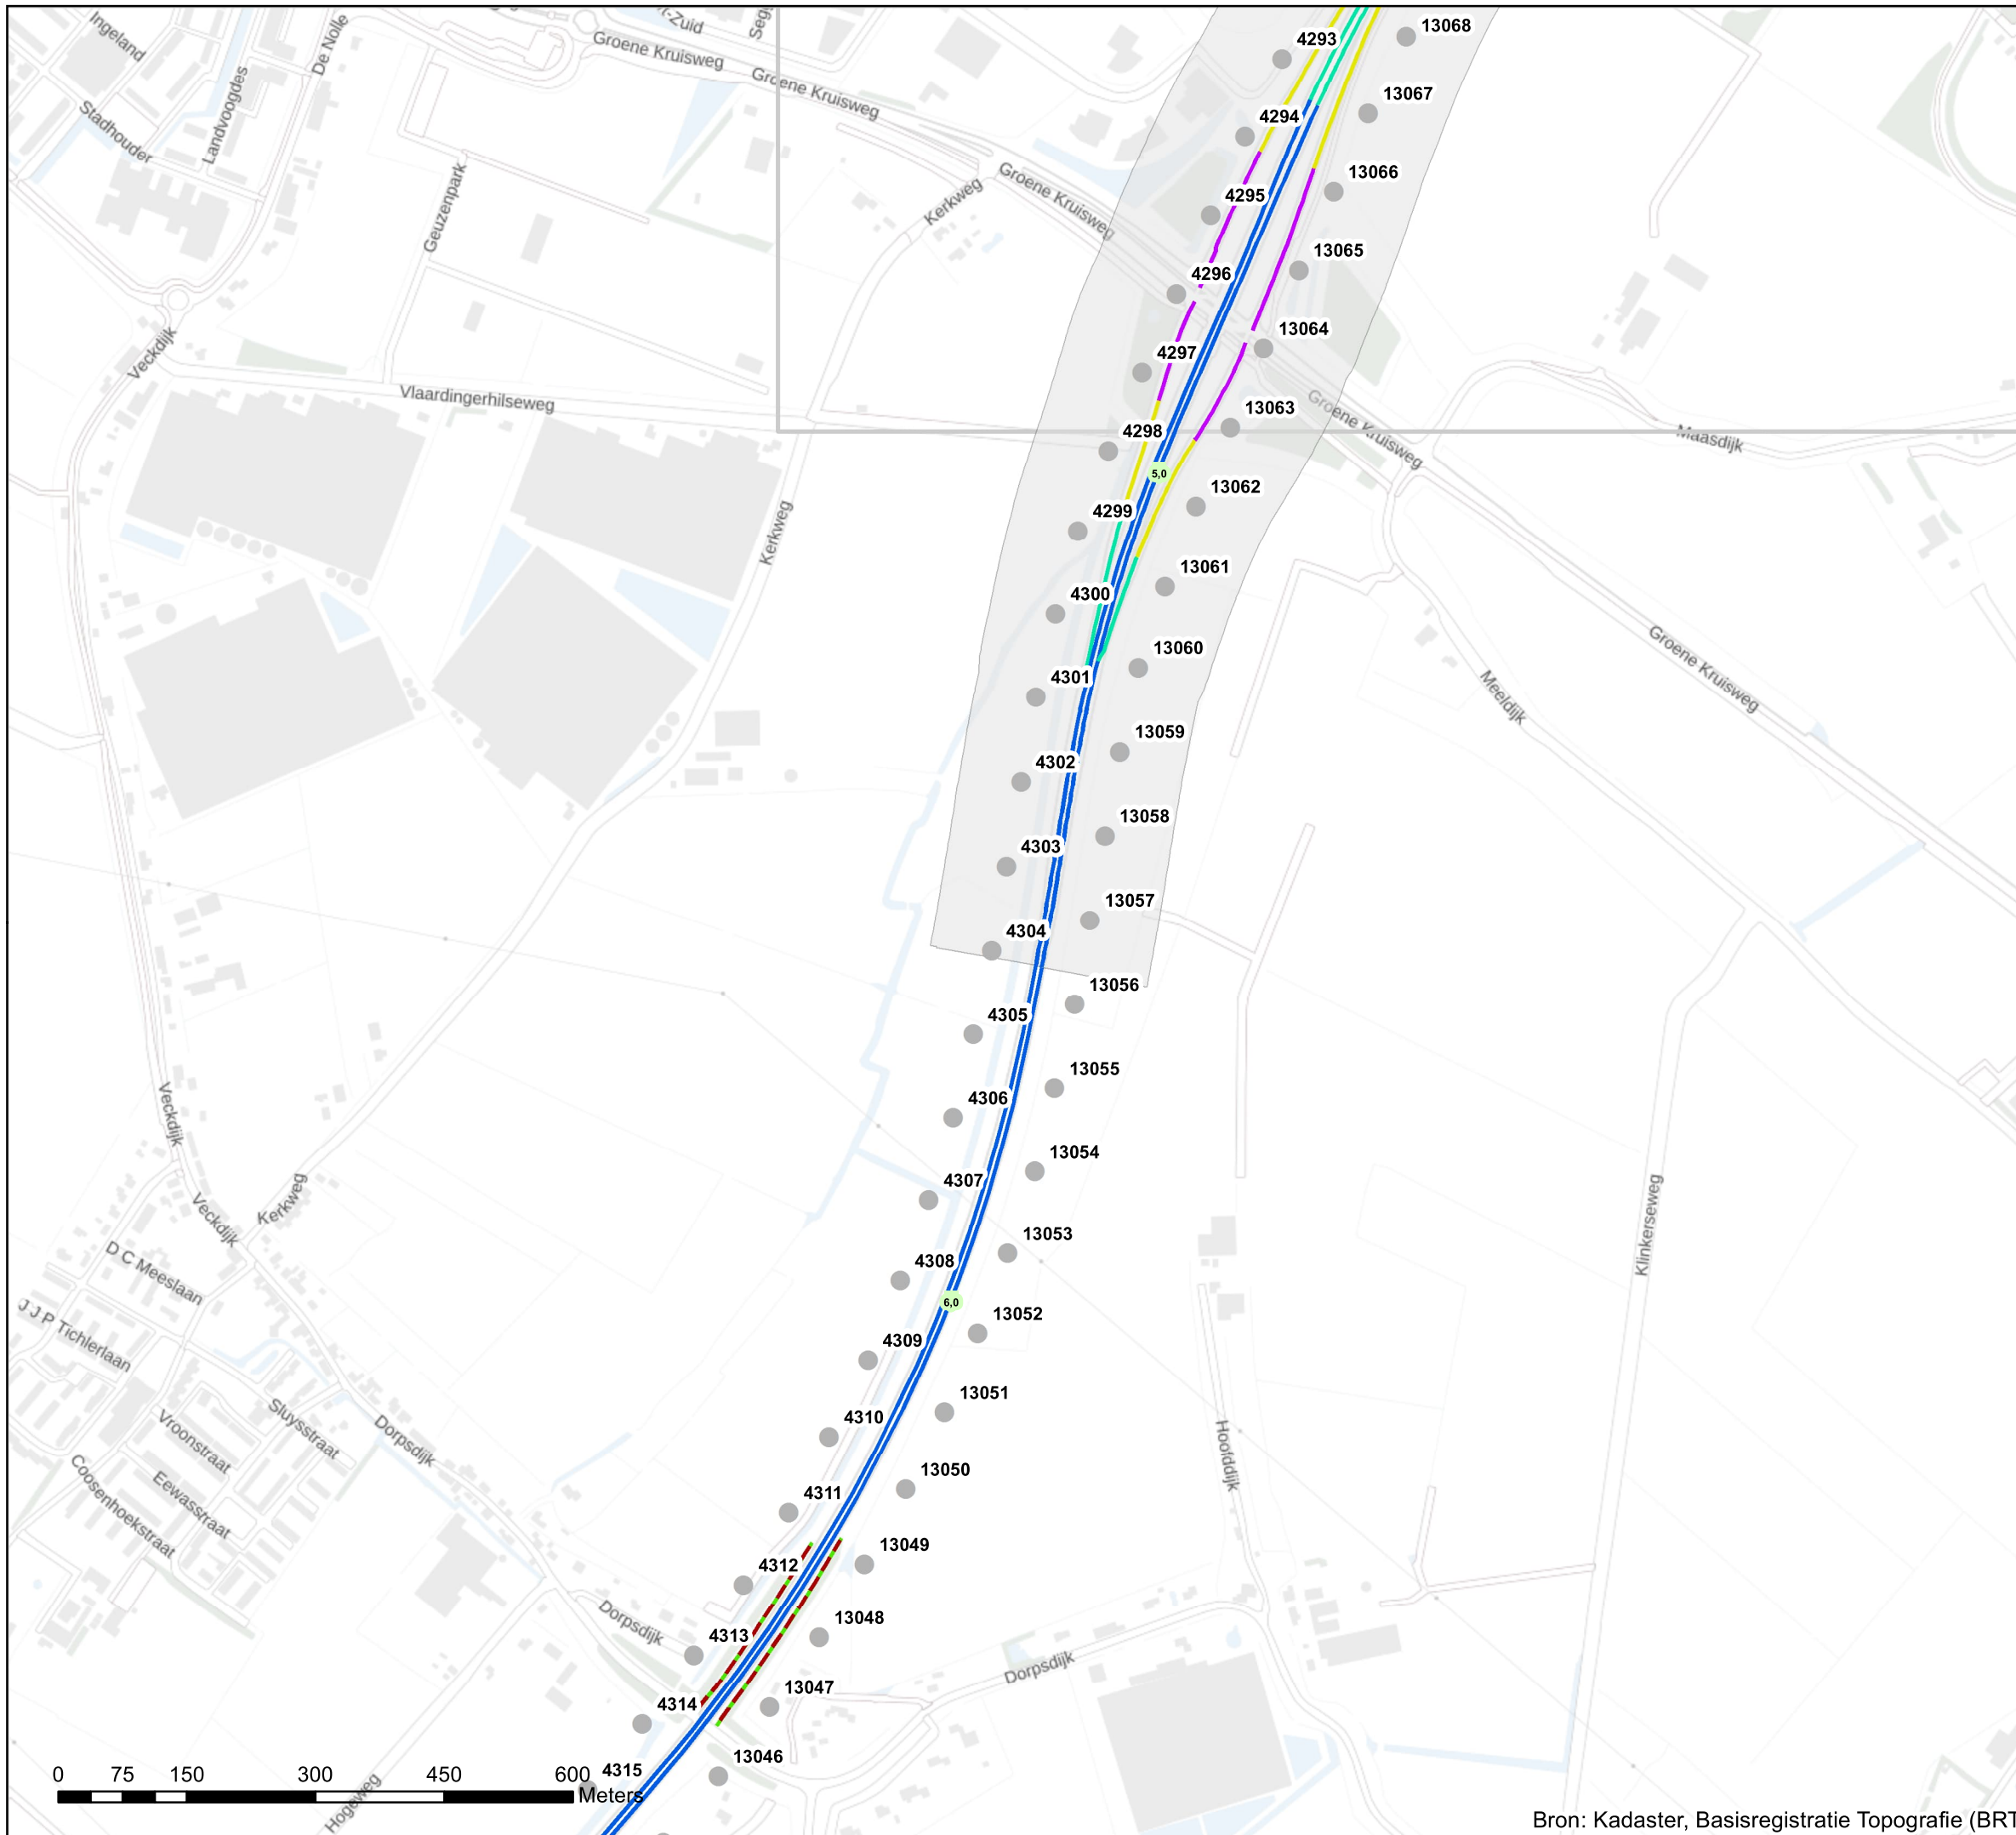 Ingeland
De Nolle
Landvoogdes
Stadhouder
Groene Kruisweg
Groene Kruisweg
Geuzenpark
Kerkweg
Groene Kruisweg
Veckdijk
Vlaardingerhilseweg
Kerkweg
Groene Kruisweg
Maasdijk
Groene Kruisweg
Meeldijk
4293
13068
4294
13067
4295
13066
4296
13065
4297
13064
4298
13063
5,0
4299
13062
4300
13061
4301
13060
4302
13059
4303
13058
4304
13057
4305
13056
4306
13055
4307
13054
4308
13053
6,0
4309
13052
4310
13051
4311
13050
4312
13049
4313
13048
4314
13047
4315
13046
Veckdijk
Veckdijk
Kerkweg
D C Meeslaan
J J P Tichlerlaan
Sluysstraat
Vroonstraat
Eewasstraat
Coosenhoekstraat
Dorpsdijk
Dorpsdijk
Dorpsdijk
Hoofddijk
Klinkerseweg
Hogeweg
0 75 150 300 450 600
Meters
Bron: Kadaster, Basisregistratie Topografie (BRT